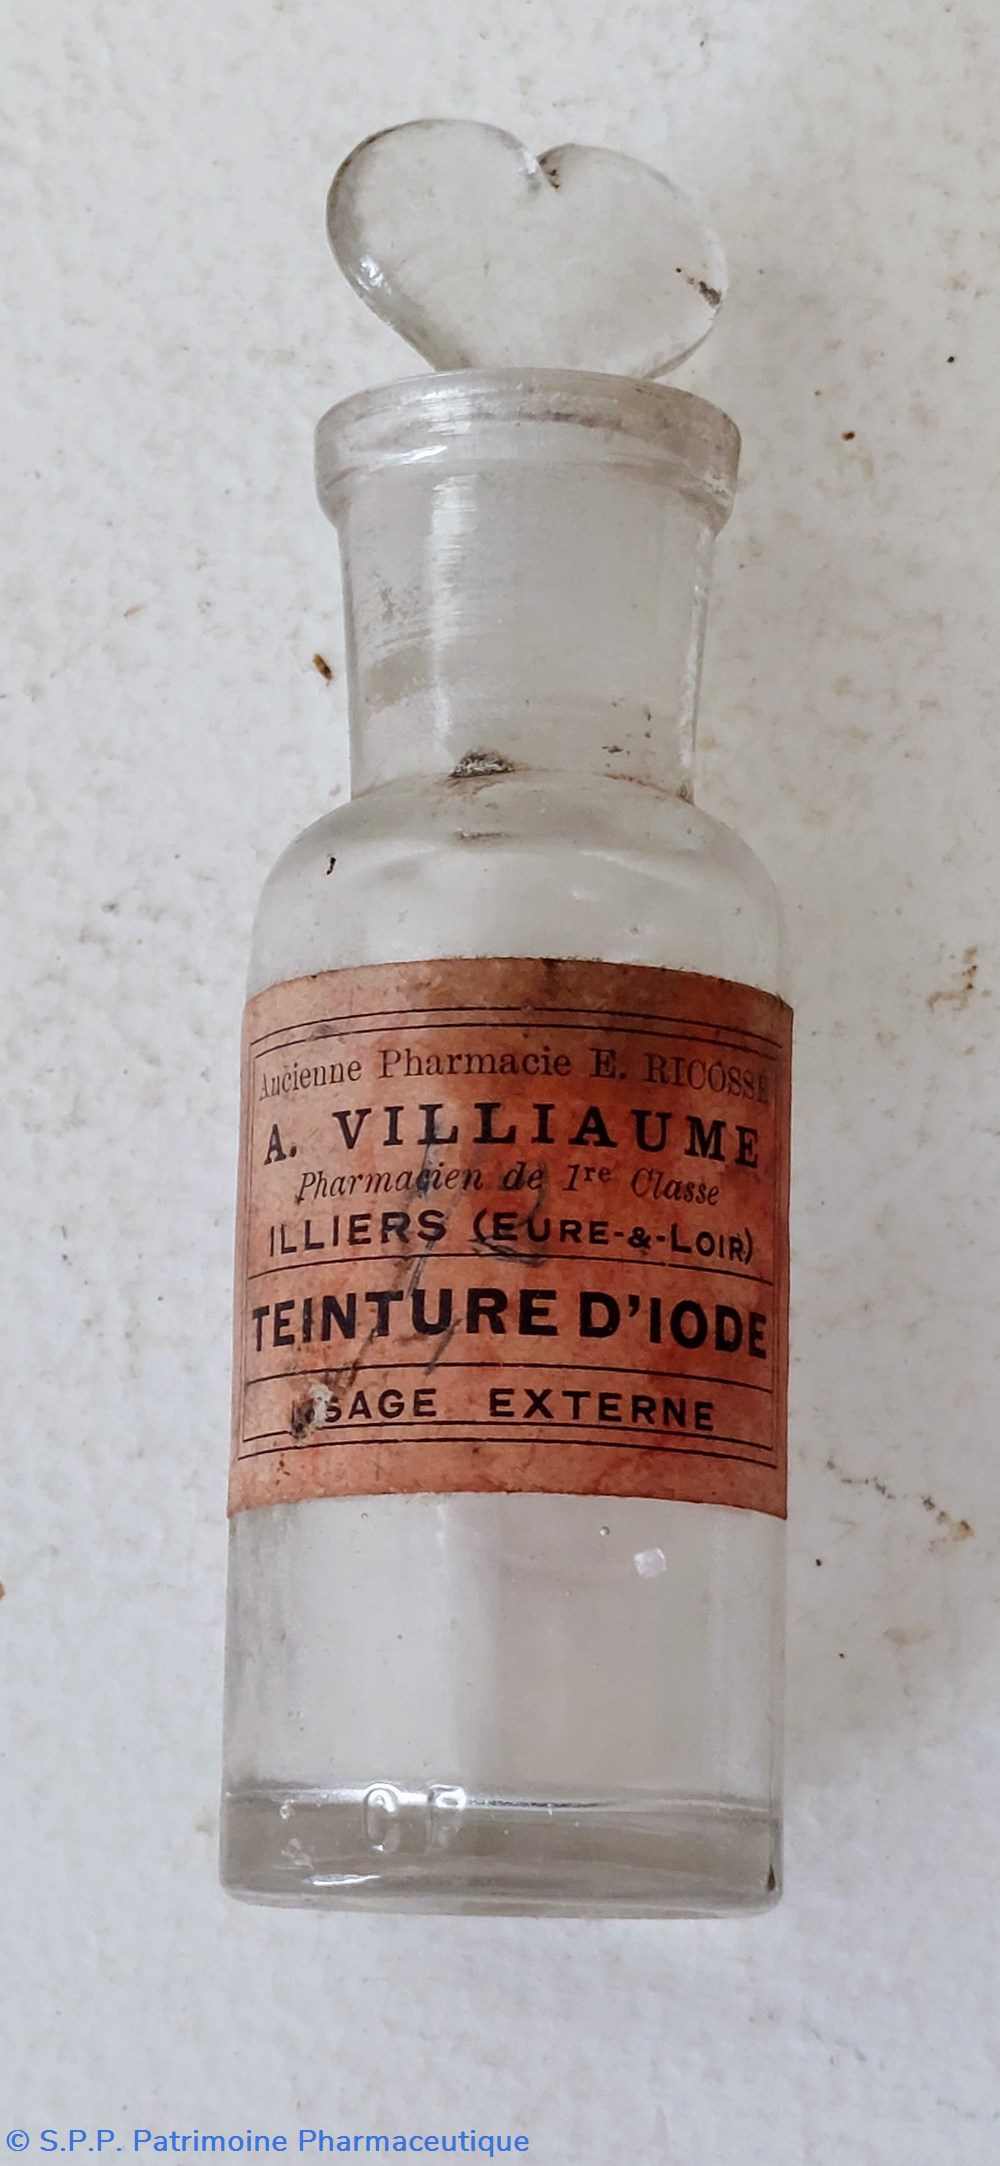 Ancienne Pharmacie E. RICOSSÉ
A. VILLIAUME
Pharmacien de 1re Classe
ILLIERS (EURE-&-LOIR)
TEINTURE D'IODE
USAGE EXTERNE
© S.P.P. Patrimoine Pharmaceutique